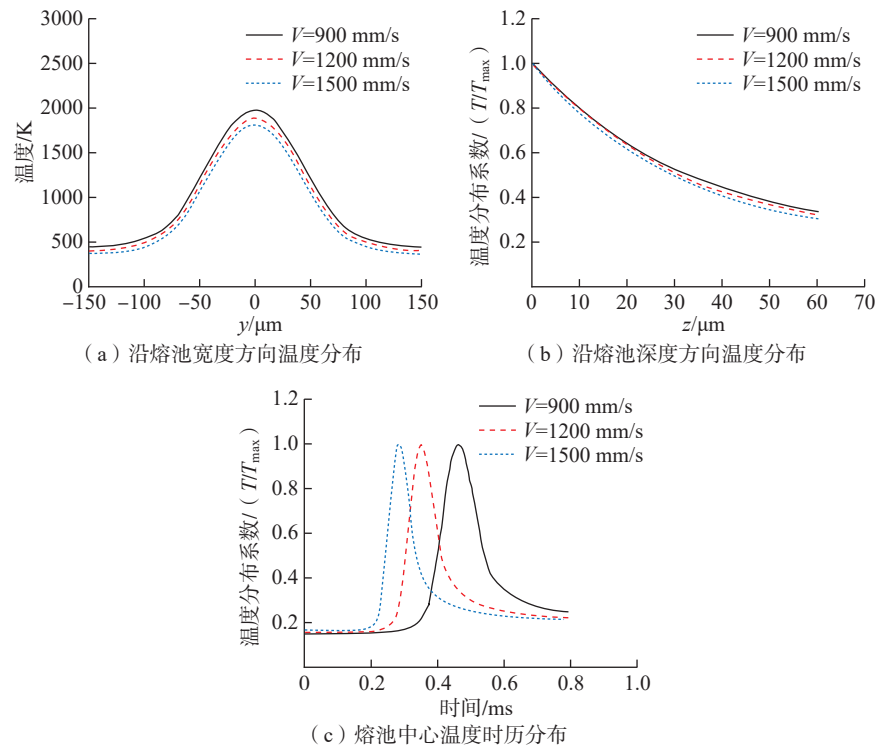 3000
2500
2000
1500
1000
500
0
温度/K
V=900 mm/s
V=1200 mm/s
V=1500 mm/s
−150
−100
−50
0
50
100
150
y/μm
（a）沿熔池宽度方向温度分布
1.2
1.0
0.8
0.6
0.4
0.2
温度分布系数/（T/Tmax）
V=900 mm/s
V=1200 mm/s
V=1500 mm/s
0
10
20
30
40
50
60
70
z/μm
（b）沿熔池深度方向温度分布
1.2
1.0
0.8
0.6
0.4
0.2
温度分布系数/（T/Tmax）
V=900 mm/s
V=1200 mm/s
V=1500 mm/s
0
0.2
0.4
0.6
0.8
1.0
时间/ms
（c）熔池中心温度时历分布